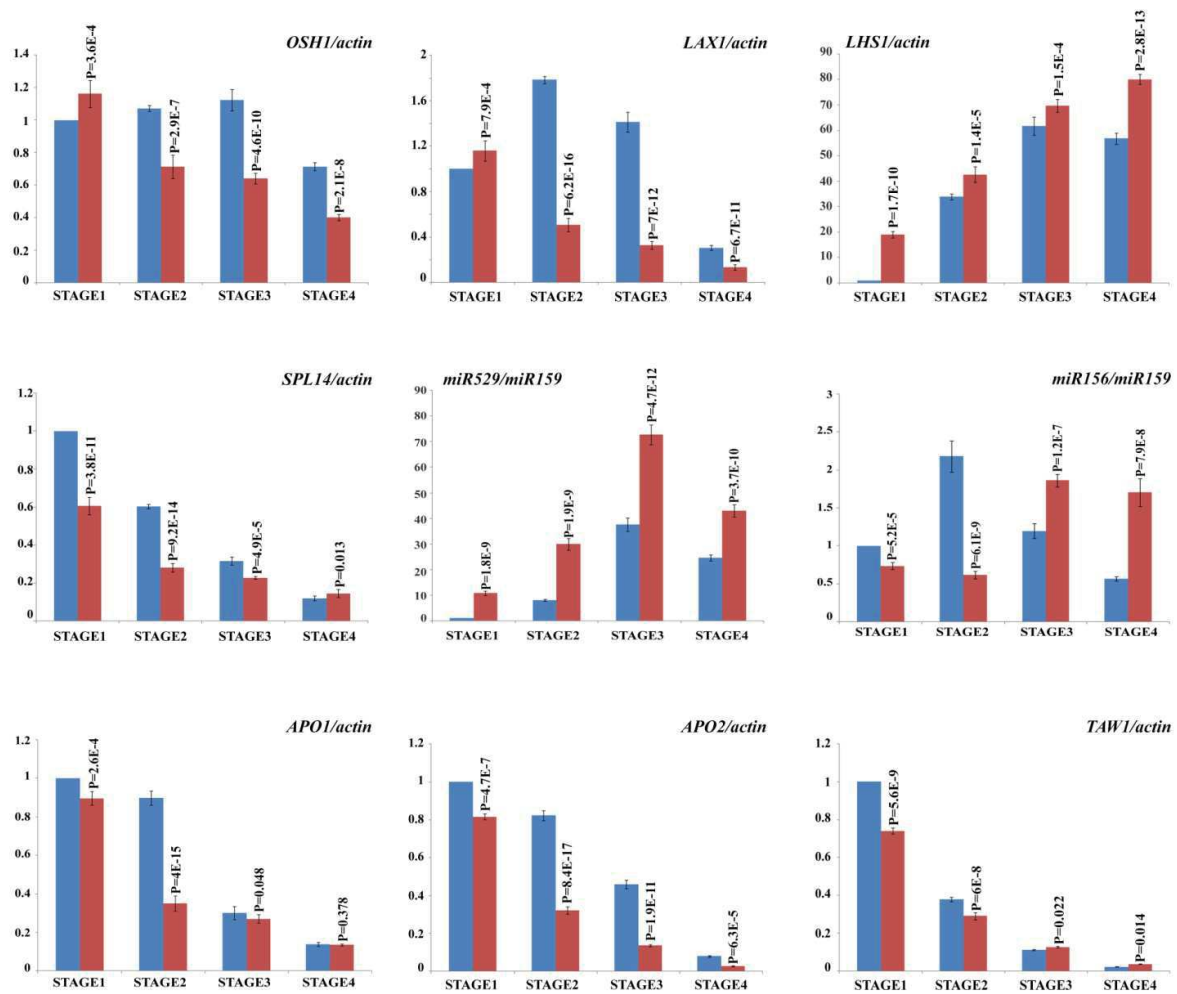 OSH1/actin
1.4
1.2
1
0.8
0.6
0.4
0.2
0
P=3.6E-4
P=2.9E-7
P=4.6E-10
P=2.1E-8
STAGE1 STAGE2 STAGE3 STAGE4
LAX1/actin
2
1.6
1.2
0.8
0.4
0
P=7.9E-4
P=6.2E-16
P=7E-12
P=6.7E-11
STAGE1 STAGE2 STAGE3 STAGE4
LHS1/actin
90
80
70
60
50
40
30
20
10
0
P=1.7E-10
P=1.4E-5
P=1.5E-4
P=2.8E-13
STAGE1 STAGE2 STAGE3 STAGE4
SPL14/actin
1.2
1
0.8
0.6
0.4
0.2
0
P=3.8E-11
P=9.2E-14
P=4.9E-5
P=0.013
STAGE1 STAGE2 STAGE3 STAGE4
miR529/miR159
90
80
70
60
50
40
30
20
10
0
P=1.8E-9
P=1.9E-9
P=4.7E-12
P=3.7E-10
STAGE1 STAGE2 STAGE3 STAGE4
miR156/miR159
3
2.5
2
1.5
1
0.5
0
P=5.2E-5
P=6.1E-9
P=1.2E-7
P=7.9E-8
STAGE1 STAGE2 STAGE3 STAGE4
APO1/actin
1.2
1
0.8
0.6
0.4
0.2
0
P=2.6E-4
P=4E-15
P=0.048
P=0.378
STAGE1 STAGE2 STAGE3 STAGE4
APO2/actin
1.2
1
0.8
0.6
0.4
0.2
0
P=4.7E-7
P=8.4E-17
P=1.9E-11
P=6.3E-5
STAGE1 STAGE2 STAGE3 STAGE4
TAW1/actin
1.2
1
0.8
0.6
0.4
0.2
0
P=5.6E-9
P=6E-8
P=0.022
P=0.014
STAGE1 STAGE2 STAGE3 STAGE4